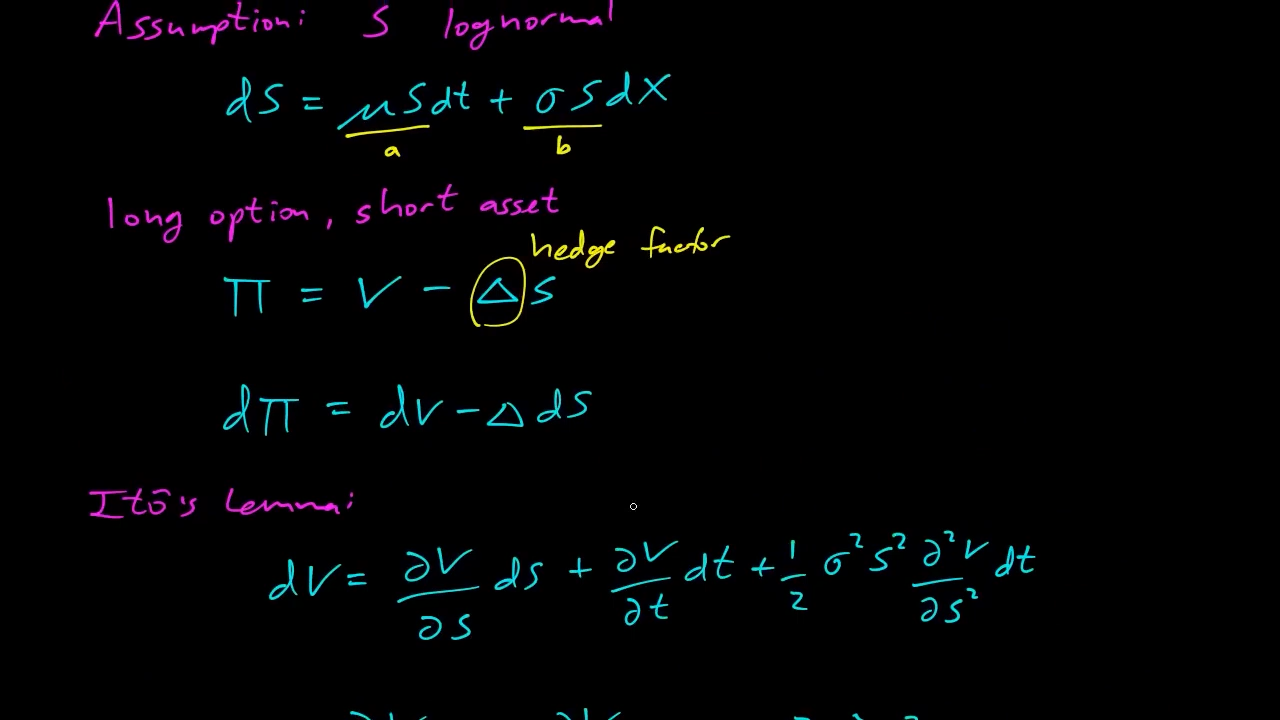 Assumption: S lognormal
dS = μSdt + σSdX
a b
long option, short asset
hedge factor
Π = V - ΔS
dΠ = dV - ΔdS
Itō's Lemma:
dV = ∂V/∂S dS + ∂V/∂t dt + 1/2 σ²S² ∂²V/∂S² dt